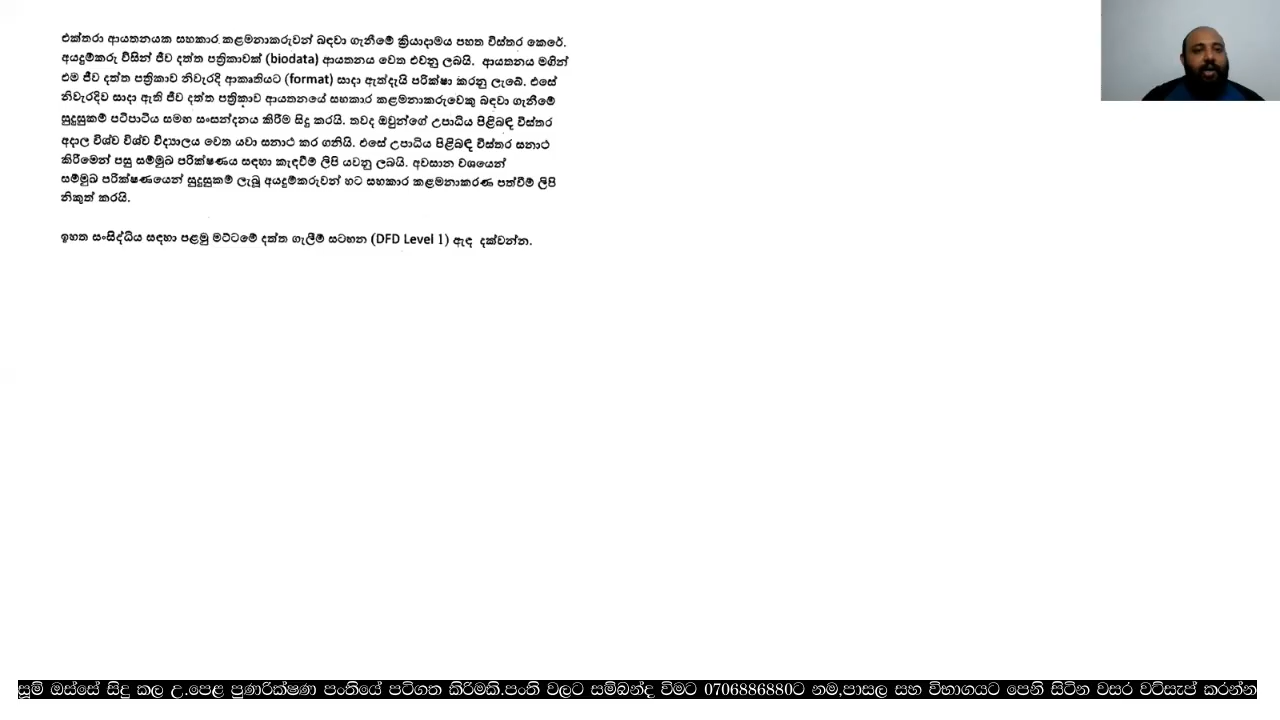 එක්තරා ආයතනයක සහකාර කළමනාකරුවන් බඳවා ගැනීමේ ක්‍රියාදාමය පහත විස්තර කෙරේ.
අයදුම්කරු විසින් ජීව දත්ත පත්‍රිකාවක් (biodata) ආයතනය වෙත එවනු ලබයි. ආයතනය මගින්
එම ජීව දත්ත පත්‍රිකාව නිවැරදි ආකෘතියට (format) සාදා ඇත්දැයි පරික්ෂා කරනු ලැබේ. එසේ
නිවැරදිව සාදා ඇති ජීව දත්ත පත්‍රිකාව ආයතනයේ සහකාර කළමනාකරුවෙකු බඳවා ගැනීමේ
සුදුසුකම් පටිපාටිය සමඟ සංසන්දනය කිරීම සිදු කරයි. තවද ඔවුන්ගේ උපාධිය පිළිබඳ විස්තර
අදාල විශ්ව විශ්ව විද්‍යාලය වෙත යවා සනාථ කර ගනියි. එසේ උපාධිය පිළිබඳ විස්තර සනාථ
කිරීමෙන් පසු සම්මුඛ පරික්ෂණය සඳහා කැඳවීම් ලිපි යවනු ලබයි. අවසාන වශයෙන්
සම්මුඛ පරික්ෂණයෙන් සුදුසුකම් ලැබූ අයදුම්කරුවන් හට සහකාර කළමනාකරණ පත්වීම් ලිපි
නිකුත් කරයි.
ඉහත සංසිද්ධිය සඳහා පළමු මට්ටමේ දත්ත ගැලීම් සටහන (DFD Level 1) ඇඳ දක්වන්න.
සූම් ඔස්සේ සිදු කල උ.පෙළ පුණරික්ෂණ පංතියේ පටිගත කිරිමකි.පංති වලට සම්බන්ද විමට 0706886880ට නම,පාසල සහ විභාගයට පෙනි සිටින වසර වට්සැප් කරන්න